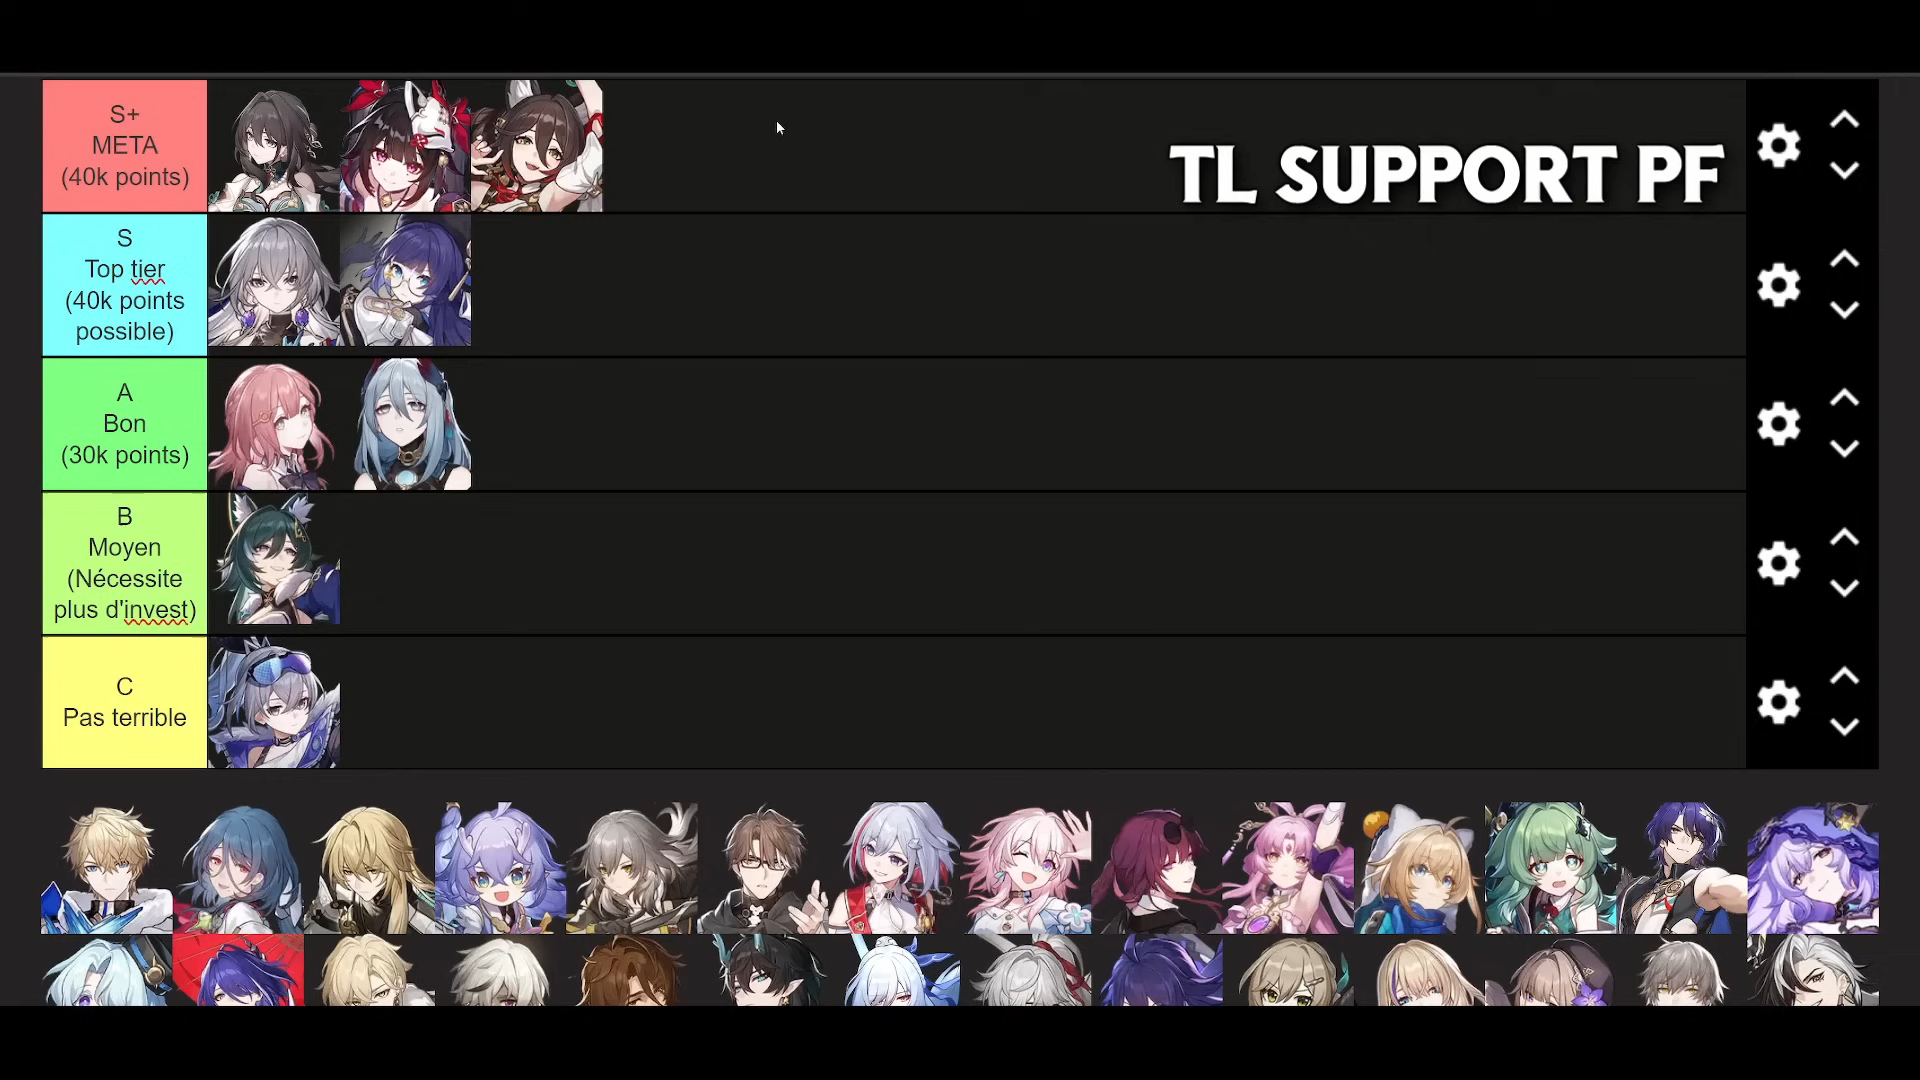 S+
META
(40k points)
TL SUPPORT PF
S
Top tier
(40k points
possible)
A
Bon
(30k points)
B
Moyen
(Nécessite
plus d'invest)
C
Pas terrible